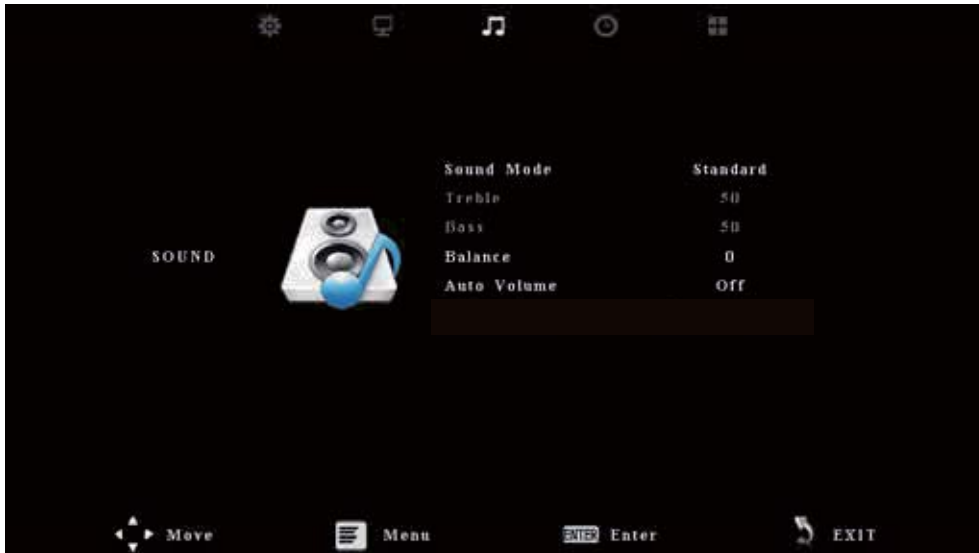 Sound Mode Standard
Treble 50
Bass 50
SOUND
Balance 0
Auto Volume Off
Move Menu ENTER Enter EXIT